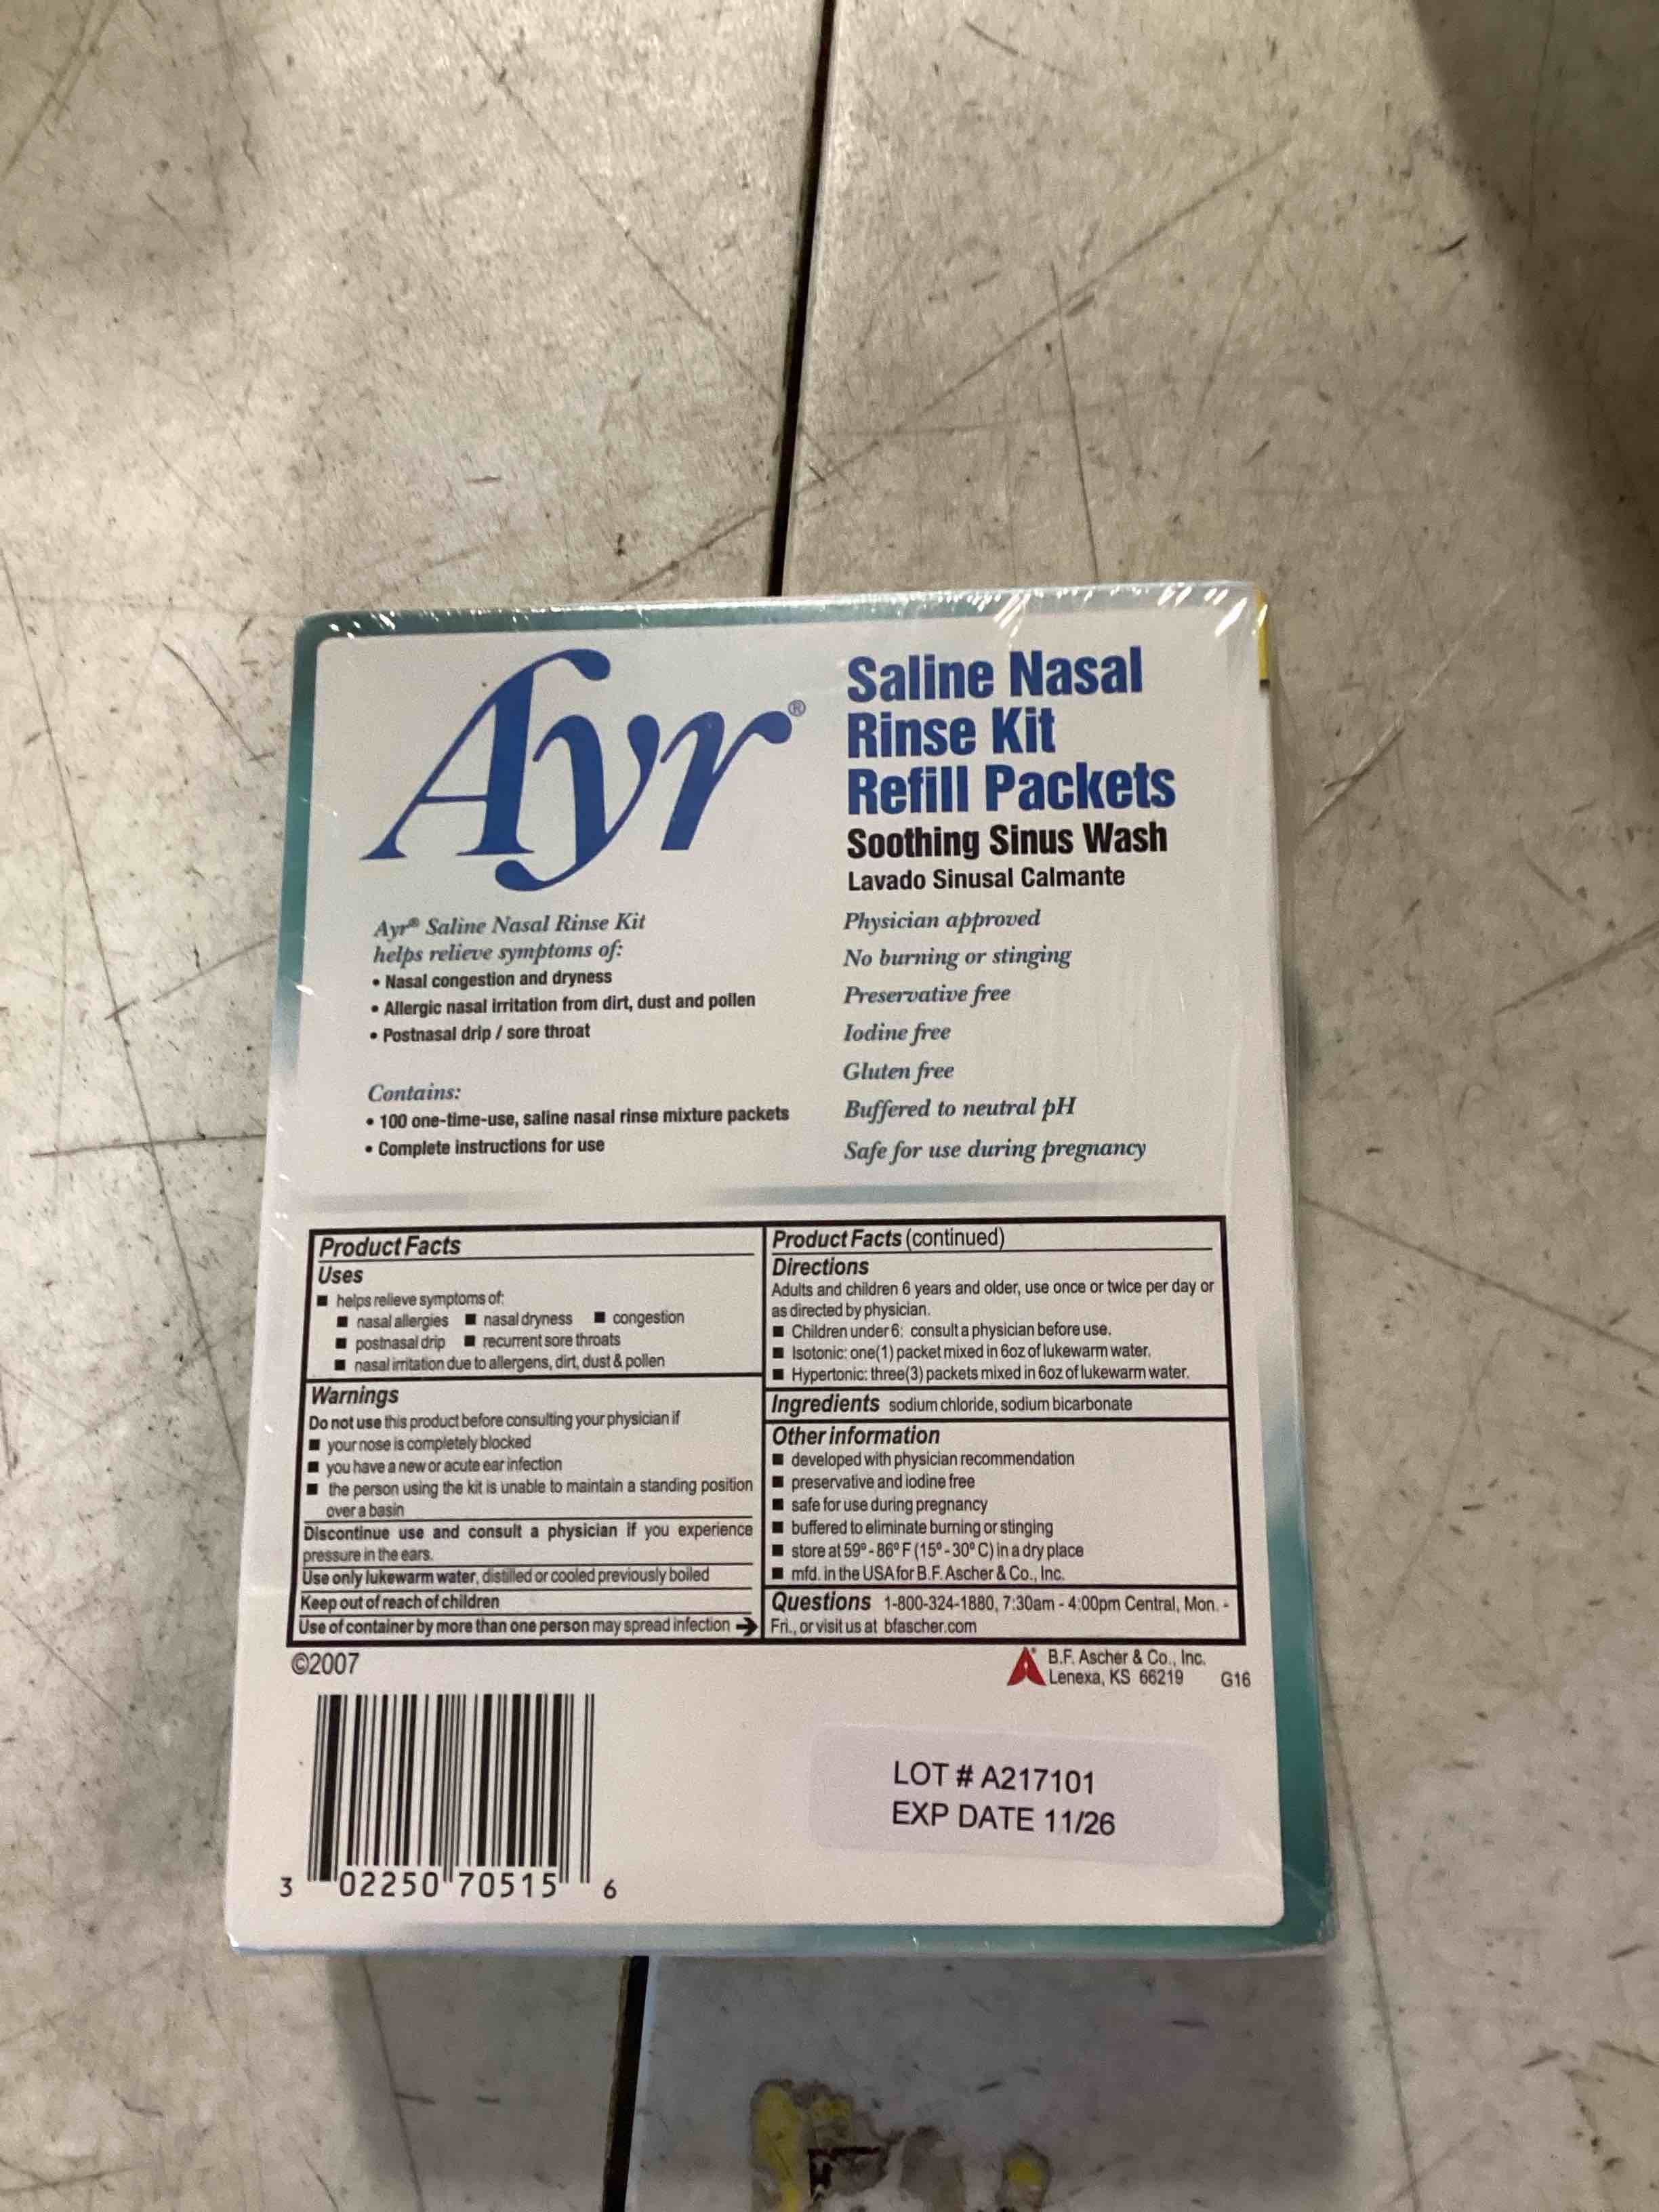 Ayr®
Saline Nasal
Rinse Kit
Refill Packets
Soothing Sinus Wash
Lavado Sinusal Calmante
Ayr® Saline Nasal Rinse Kit
helps relieve symptoms of:
• Nasal congestion and dryness
• Allergic nasal irritation from dirt, dust and pollen
• Postnasal drip / sore throat
Contains:
• 100 one-time-use, saline nasal rinse mixture packets
• Complete instructions for use
Physician approved
No burning or stinging
Preservative free
Iodine free
Gluten free
Buffered to neutral pH
Safe for use during pregnancy
Product Facts
Uses
■ helps relieve symptoms of:
■ nasal allergies ■ nasal dryness ■ congestion
■ postnasal drip ■ recurrent sore throats
■ nasal irritation due to allergens, dirt, dust & pollen
Warnings
Do not use this product before consulting your physician if
■ your nose is completely blocked
■ you have a new or acute ear infection
■ the person using the kit is unable to maintain a standing position
over a basin
Discontinue use and consult a physician if you experience
pressure in the ears.
Use only lukewarm water, distilled or cooled previously boiled
Keep out of reach of children
Use of container by more than one person may spread infection →
Product Facts (continued)
Directions
Adults and children 6 years and older, use once or twice per day or
as directed by physician.
■ Children under 6: consult a physician before use.
■ Isotonic: one(1) packet mixed in 6oz of lukewarm water.
■ Hypertonic: three(3) packets mixed in 6oz of lukewarm water.
Ingredients sodium chloride, sodium bicarbonate
Other information
■ developed with physician recommendation
■ preservative and iodine free
■ safe for use during pregnancy
■ buffered to eliminate burning or stinging
■ store at 59º - 86º F (15º - 30º C) in a dry place
■ mfd. in the USA for B.F. Ascher & Co., Inc.
Questions 1-800-324-1880, 7:30am - 4:00pm Central, Mon. -
Fri., or visit us at bfascher.com
©2007
B.F. Ascher & Co., Inc.
Lenexa, KS 66219 G16
LOT # A217101
EXP DATE 11/26
3 02250 70515 6